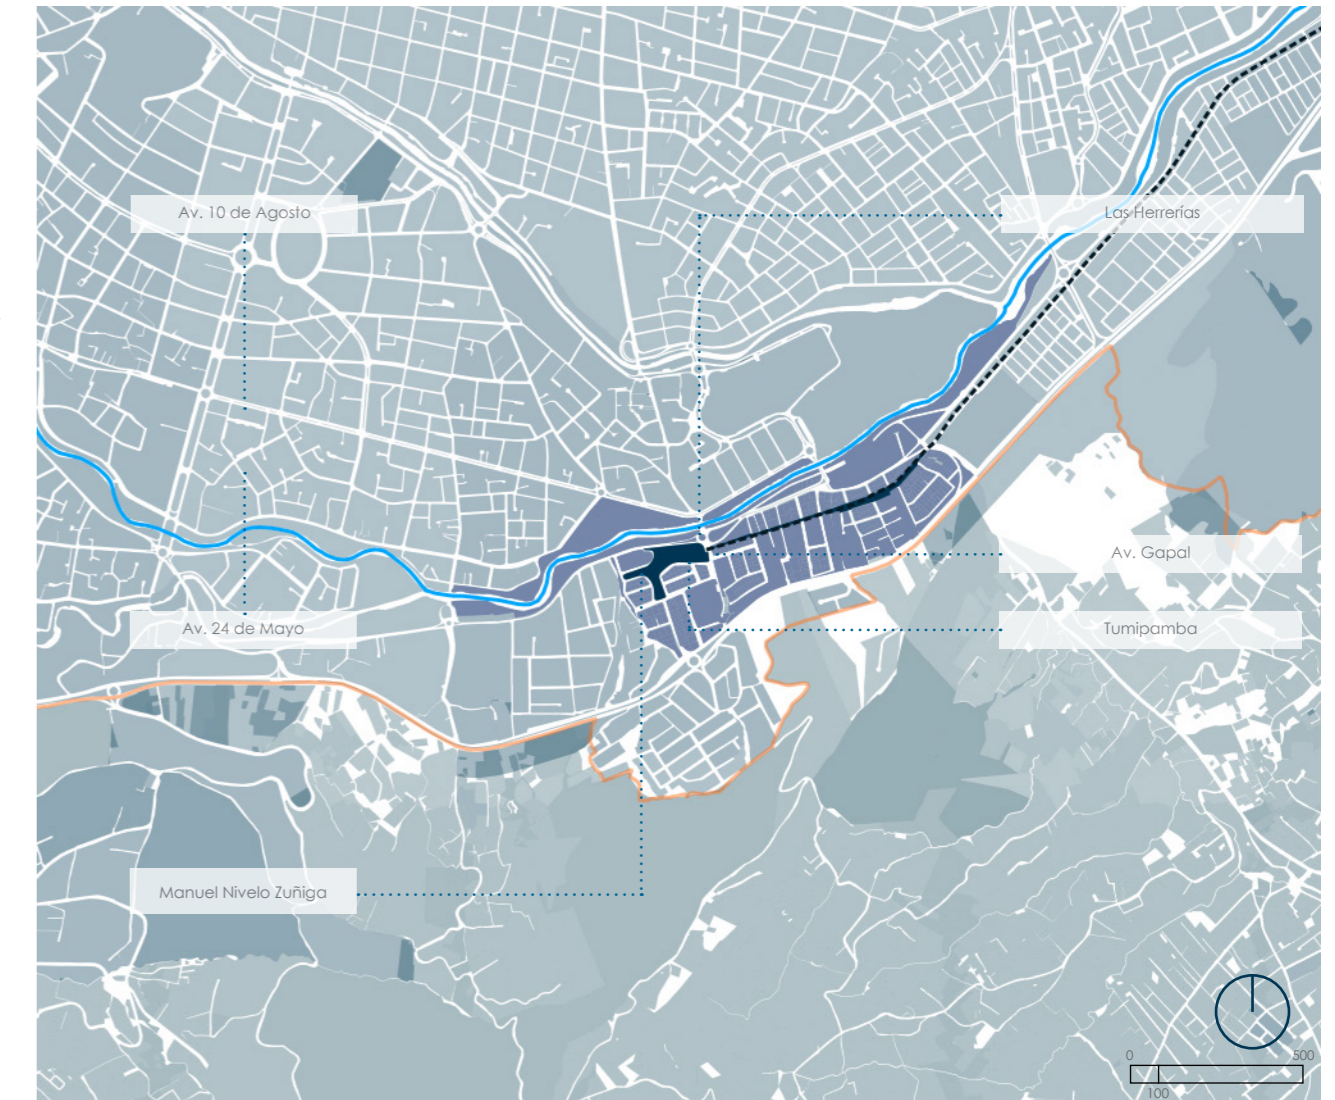 Av. 10 de Agosto
Las Herrerías
Av. Gapal
Av. 24 de Mayo
Tumipamba
Manuel Nivelo Zuñiga
0
500
100